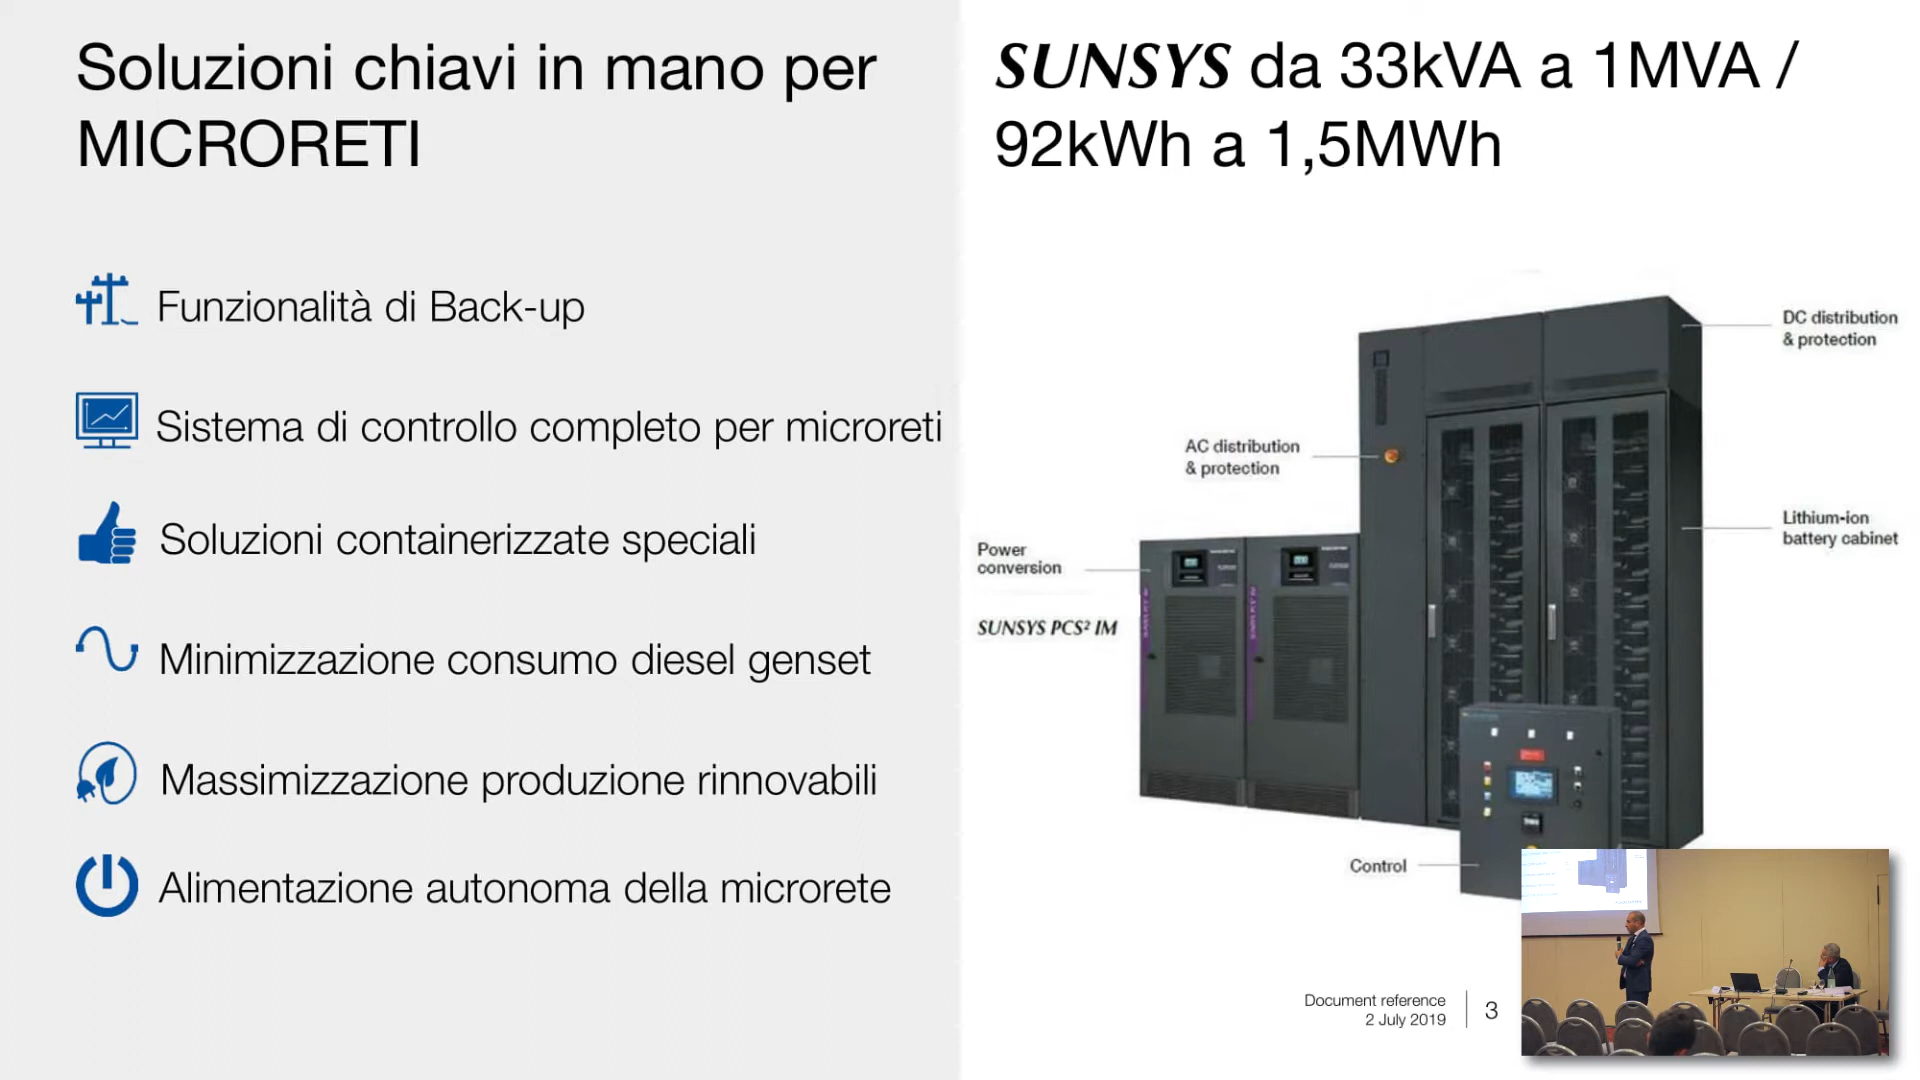 Soluzioni chiavi in mano per
MICRORETI
Funzionalità di Back-up
Sistema di controllo completo per microreti
Soluzioni containerizzate speciali
Minimizzazione consumo diesel genset
Massimizzazione produzione rinnovabili
Alimentazione autonoma della microrete
SUNSYS da 33kVA a 1MVA /
92kWh a 1,5MWh
DC distribution
& protection
AC distribution
& protection
Lithium-ion
battery cabinet
Power
conversion
SUNSYS PCS² IM
Control
Document reference
2 July 2019
3